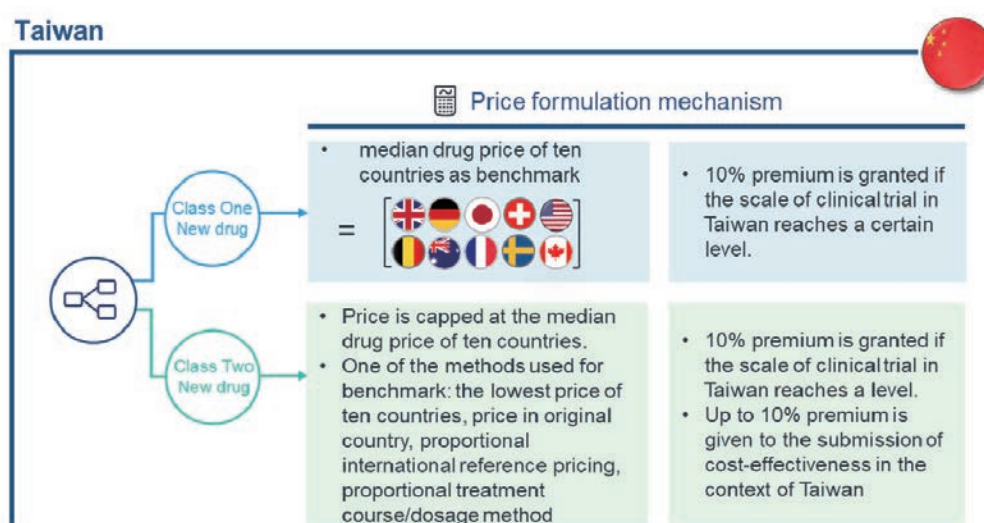 Taiwan
Price formulation mechanism
Class One
New drug
• median drug price of ten
countries as benchmark
=
• 10% premium is granted if
the scale of clinical trial in
Taiwan reaches a certain
level.
Class Two
New drug
• Price is capped at the median
drug price of ten countries.
• One of the methods used for
benchmark: the lowest price of
ten countries, price in original
country, proportional
international reference pricing,
proportional treatment
course/dosage method
• 10% premium is granted if
the scale of clinical trial in
Taiwan reaches a level.
• Up to 10% premium is
given to the submission of
cost-effectiveness in the
context of Taiwan